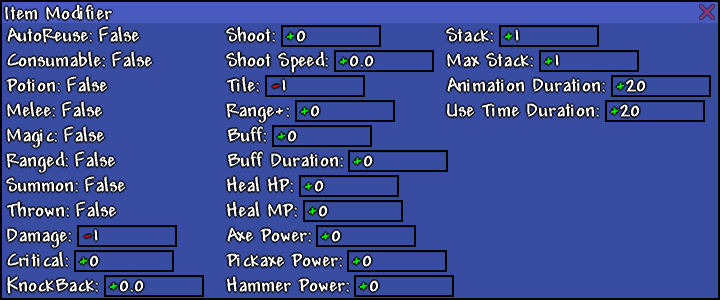 Item Modifier
AutoReuse: False
Consumable: False
Potion: False
Melee: False
Magic: False
Ranged: False
Summon: False
Thrown: False
Damage: -1
Critical: +0
KnockBack: +0.0
Shoot: +0
Shoot Speed: +0.0
Tile: -1
Range+: +0
Buff: +0
Buff Duration: +0
Heal HP: +0
Heal MP: +0
Axe Power: +0
Pickaxe Power: +0
Hammer Power: +0
Stack: +1
Max Stack: +1
Animation Duration: +20
Use Time Duration: +20